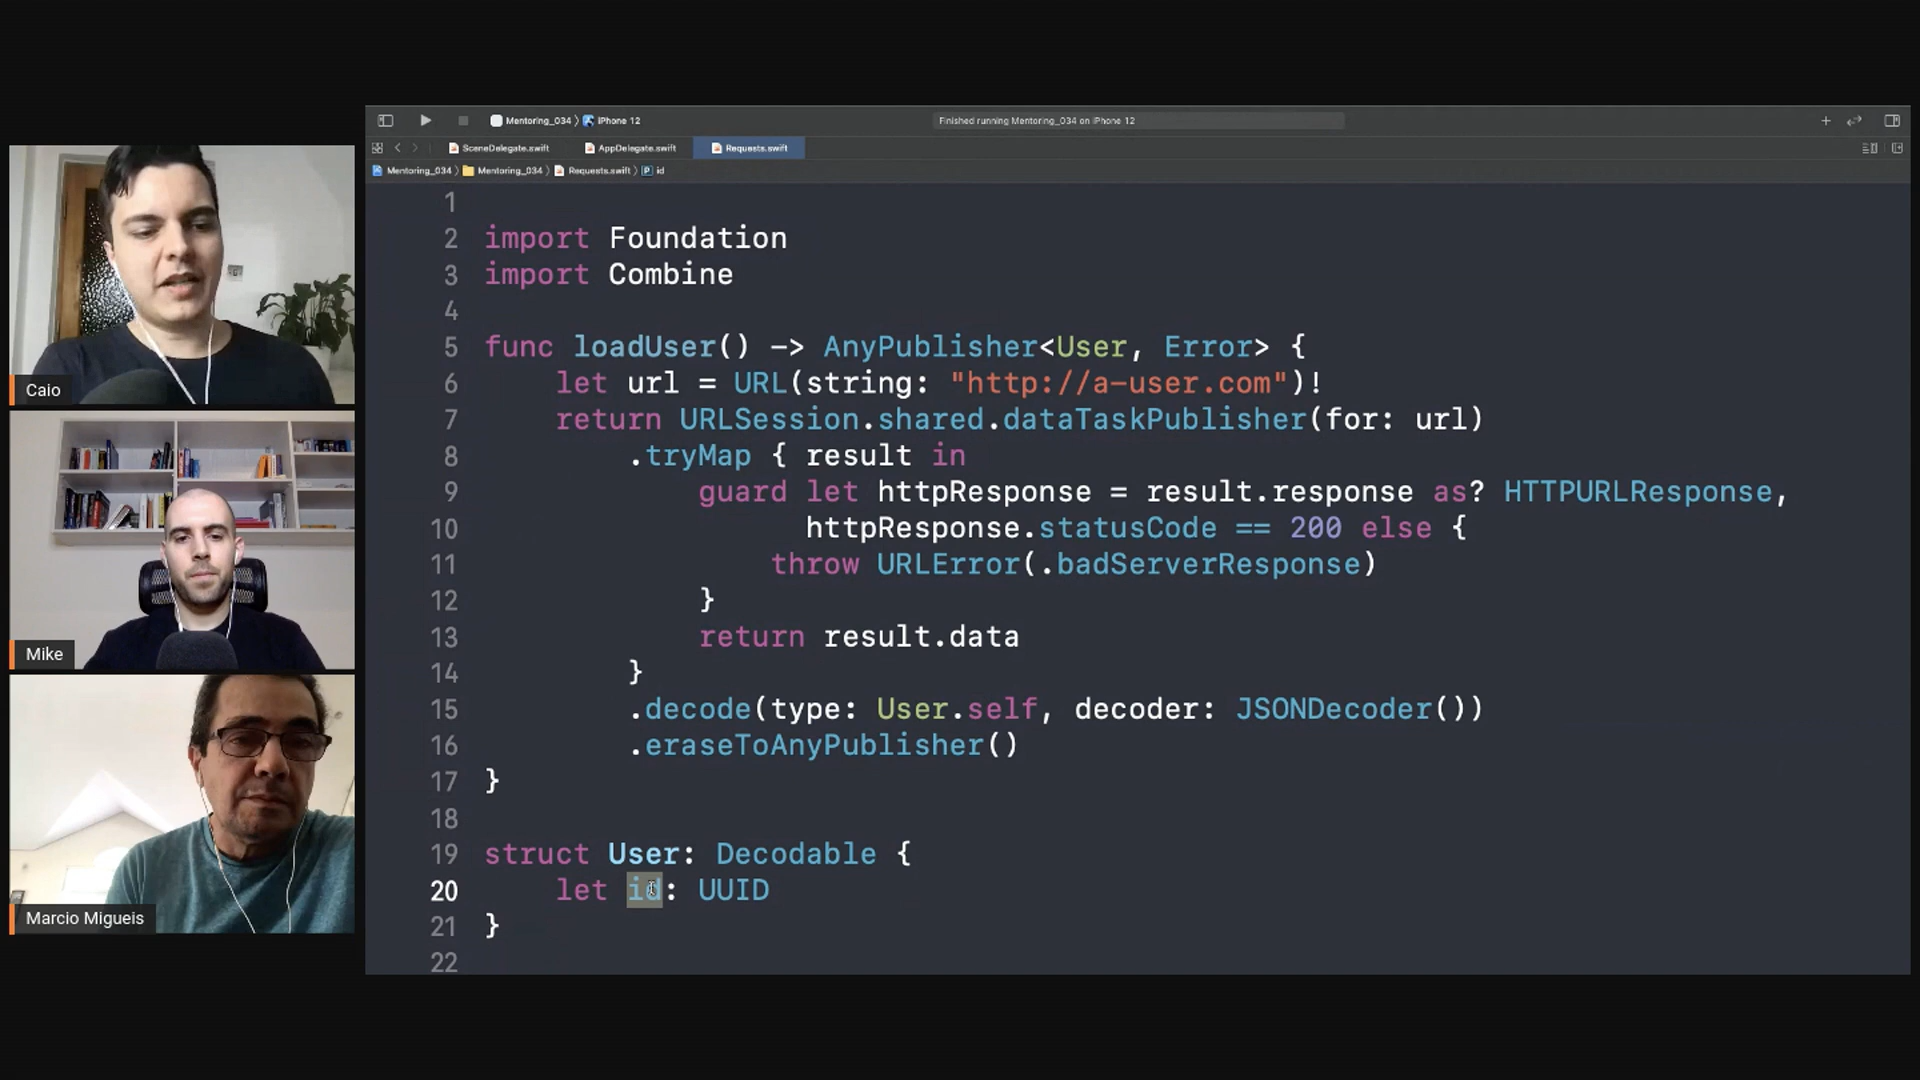 Mentoring_034 iPhone 12
Finished running Mentoring_034 on iPhone 12
SceneDelegate.swift AppDelegate.swift Requests.swift
Mentoring_034 Mentoring_034 Requests.swift P id
1
2 import Foundation
3 import Combine
4
5 func loadUser() -> AnyPublisher<User, Error> {
6 let url = URL(string: "http://a-user.com")!
7 return URLSession.shared.dataTaskPublisher(for: url)
8 .tryMap { result in
9 guard let httpResponse = result.response as? HTTPURLResponse,
10 httpResponse.statusCode == 200 else {
11 throw URLError(.badServerResponse)
12 }
13 return result.data
14 }
15 .decode(type: User.self, decoder: JSONDecoder())
16 .eraseToAnyPublisher()
17 }
18
19 struct User: Decodable {
20 let id: UUID
21 }
22
Caio
Mike
Marcio Migueis